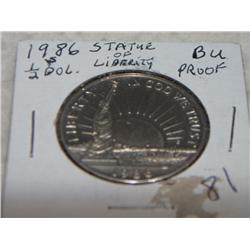 1986 STATUE BU
OF
1/2 $ DOL. LIBERTY PROOF
LIBERTY
IN GOD WE TRUST
1986
81